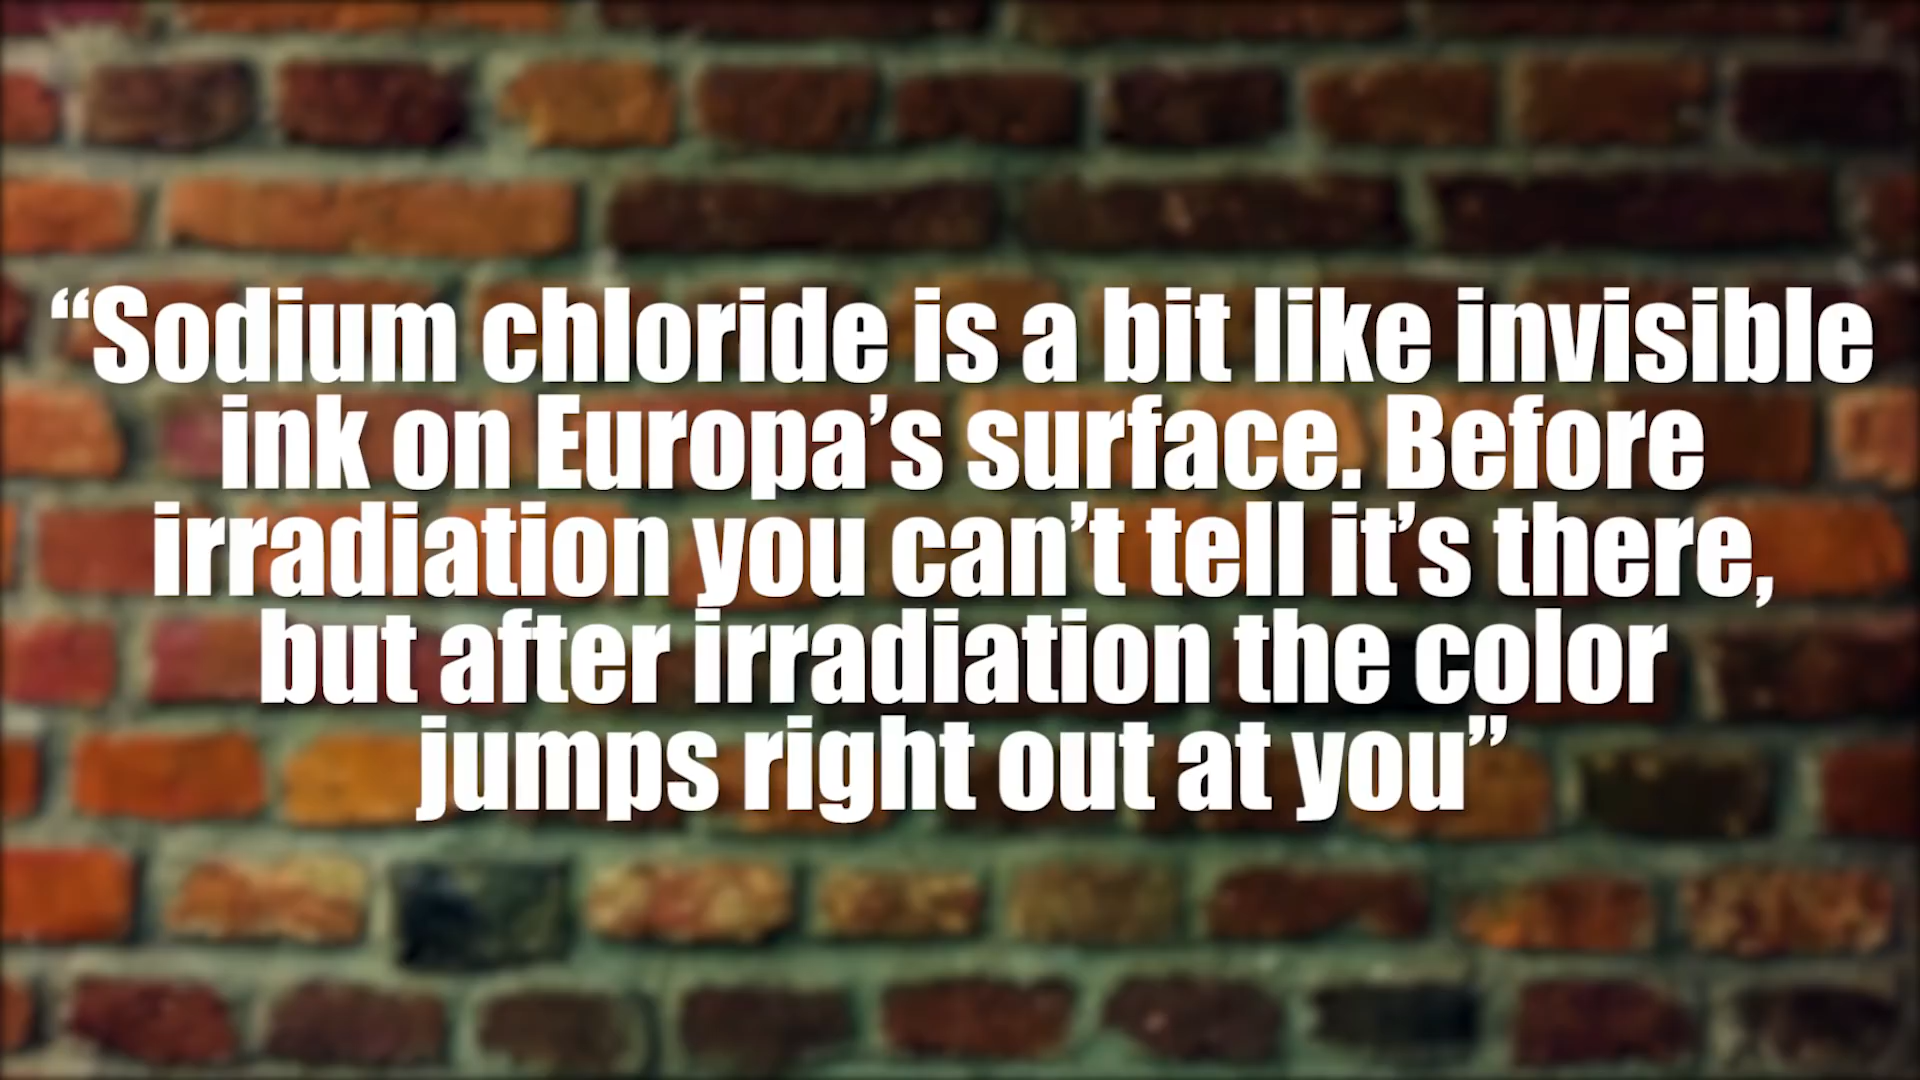 “Sodium chloride is a bit like invisible
ink on Europa’s surface. Before
irradiation you can’t tell it’s there,
but after irradiation the color
jumps right out at you”